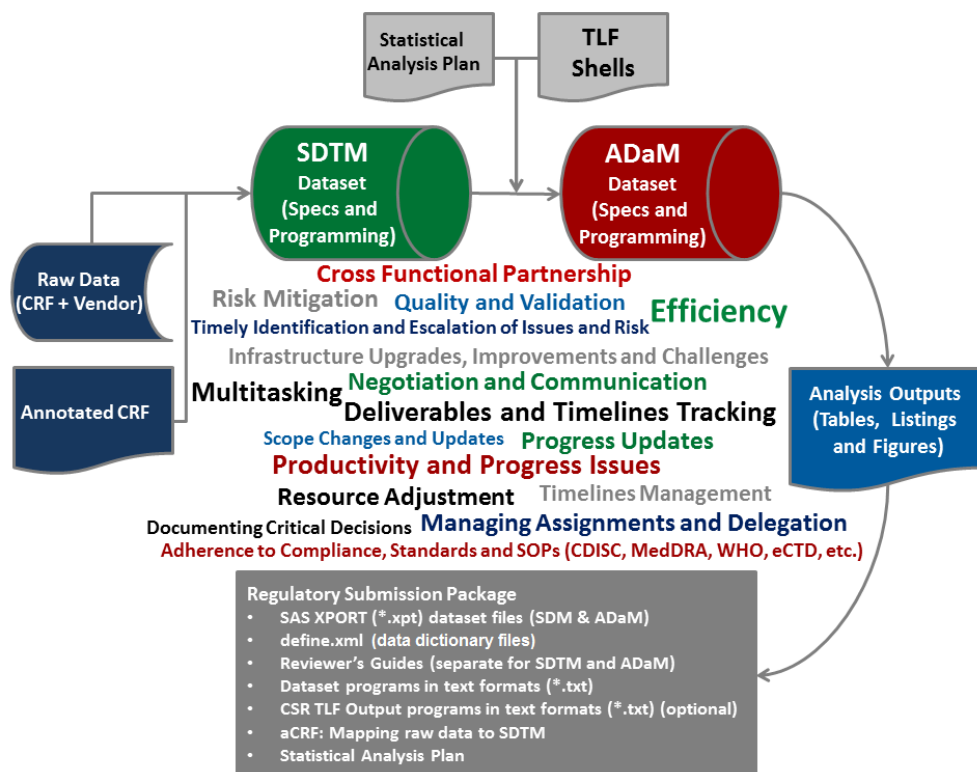 Statistical
Analysis Plan
TLF
Shells
SDTM
Dataset
(Specs and
Programming)
ADaM
Dataset
(Specs and
Programming)
Raw Data
(CRF + Vendor)
Annotated CRF
Cross Functional Partnership
Risk Mitigation
Quality and Validation
Efficiency
Timely Identification and Escalation of Issues and Risk
Infrastructure Upgrades, Improvements and Challenges
Multitasking
Negotiation and Communication
Deliverables and Timelines Tracking
Scope Changes and Updates
Progress Updates
Productivity and Progress Issues
Resource Adjustment
Timelines Management
Documenting Critical Decisions
Managing Assignments and Delegation
Adherence to Compliance, Standards and SOPs (CDISC, MedDRA, WHO, eCTD, etc.)
Analysis Outputs
(Tables, Listings
and Figures)
Regulatory Submission Package
• SAS XPORT (*.xpt) dataset files (SDM & ADaM)
• define.xml (data dictionary files)
• Reviewer's Guides (separate for SDTM and ADaM)
• Dataset programs in text formats (*.txt)
• CSR TLF Output programs in text formats (*.txt) (optional)
• aCRF: Mapping raw data to SDTM
• Statistical Analysis Plan